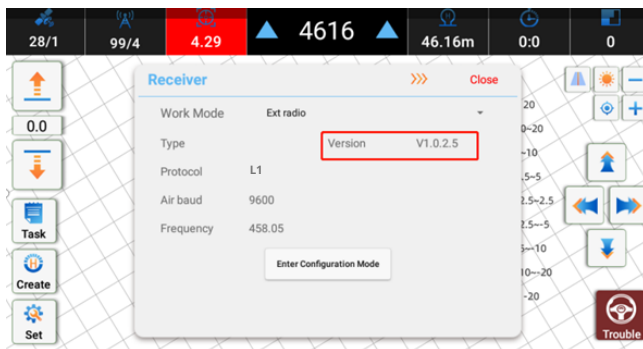 28/1
99/4
4.29
4616
46.16m
0:0
0
Receiver
>>>
Close
Work Mode
Ext radio
Type
Version
V1.0.2.5
Protocol
L1
Air baud
9600
Frequency
458.05
Enter Configuration Mode
0.0
Task
H
Create
Set
20
0~20
~10
.5~5
2.5~2.5
2.5~-5
5~-10
10~-20
-20
Trouble